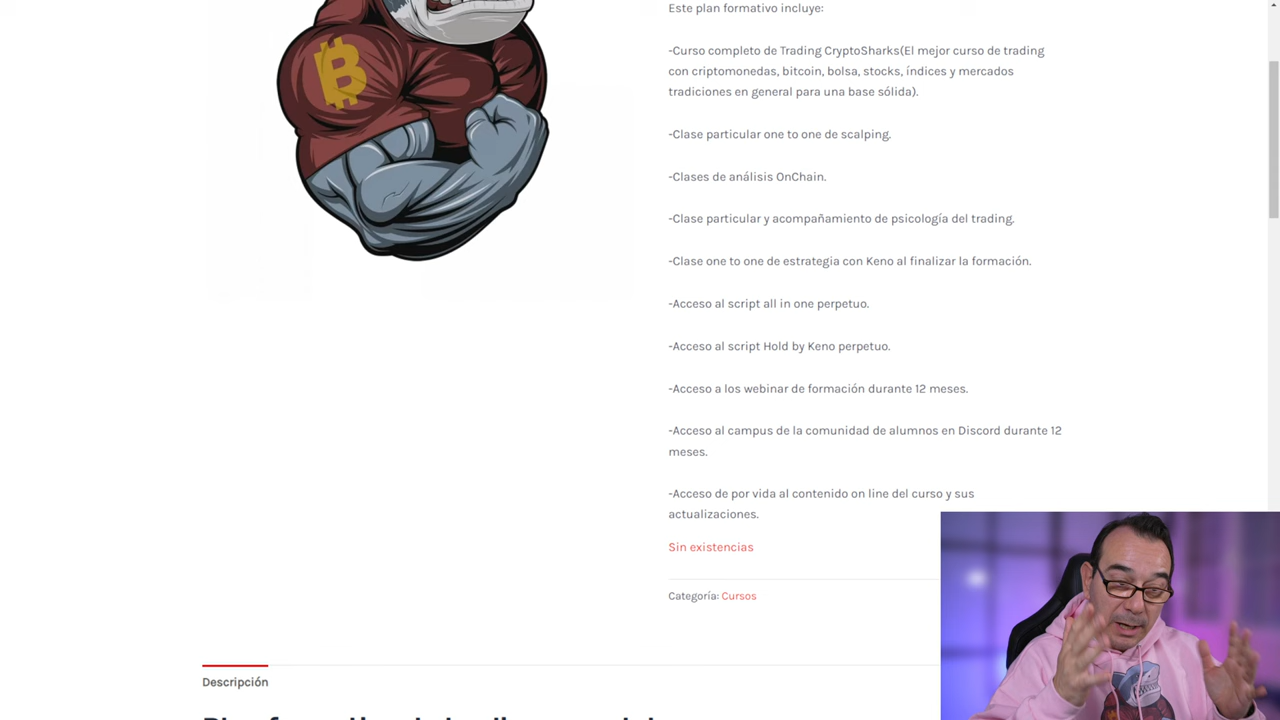 Este plan formativo incluye:
-Curso completo de Trading CryptoSharks(El mejor curso de trading
con criptomonedas, bitcoin, bolsa, stocks, índices y mercados
tradiciones en general para una base sólida).
-Clase particular one to one de scalping.
-Clases de análisis OnChain.
-Clase particular y acompañamiento de psicología del trading.
-Clase one to one de estrategia con Keno al finalizar la formación.
-Acceso al script all in one perpetuo.
-Acceso al script Hold by Keno perpetuo.
-Acceso a los webinar de formación durante 12 meses.
-Acceso al campus de la comunidad de alumnos en Discord durante 12
meses.
-Acceso de por vida al contenido on line del curso y sus
actualizaciones.
Sin existencias
Categoría: Cursos
Descripción